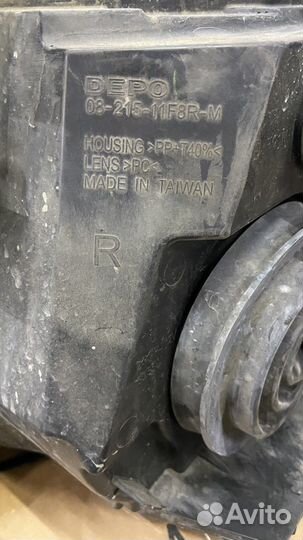 DEPO
03-215-11F8R-M
HOUSING >PP+T40%<
LENS >PC<
MADE IN TAIWAN
R
Avito